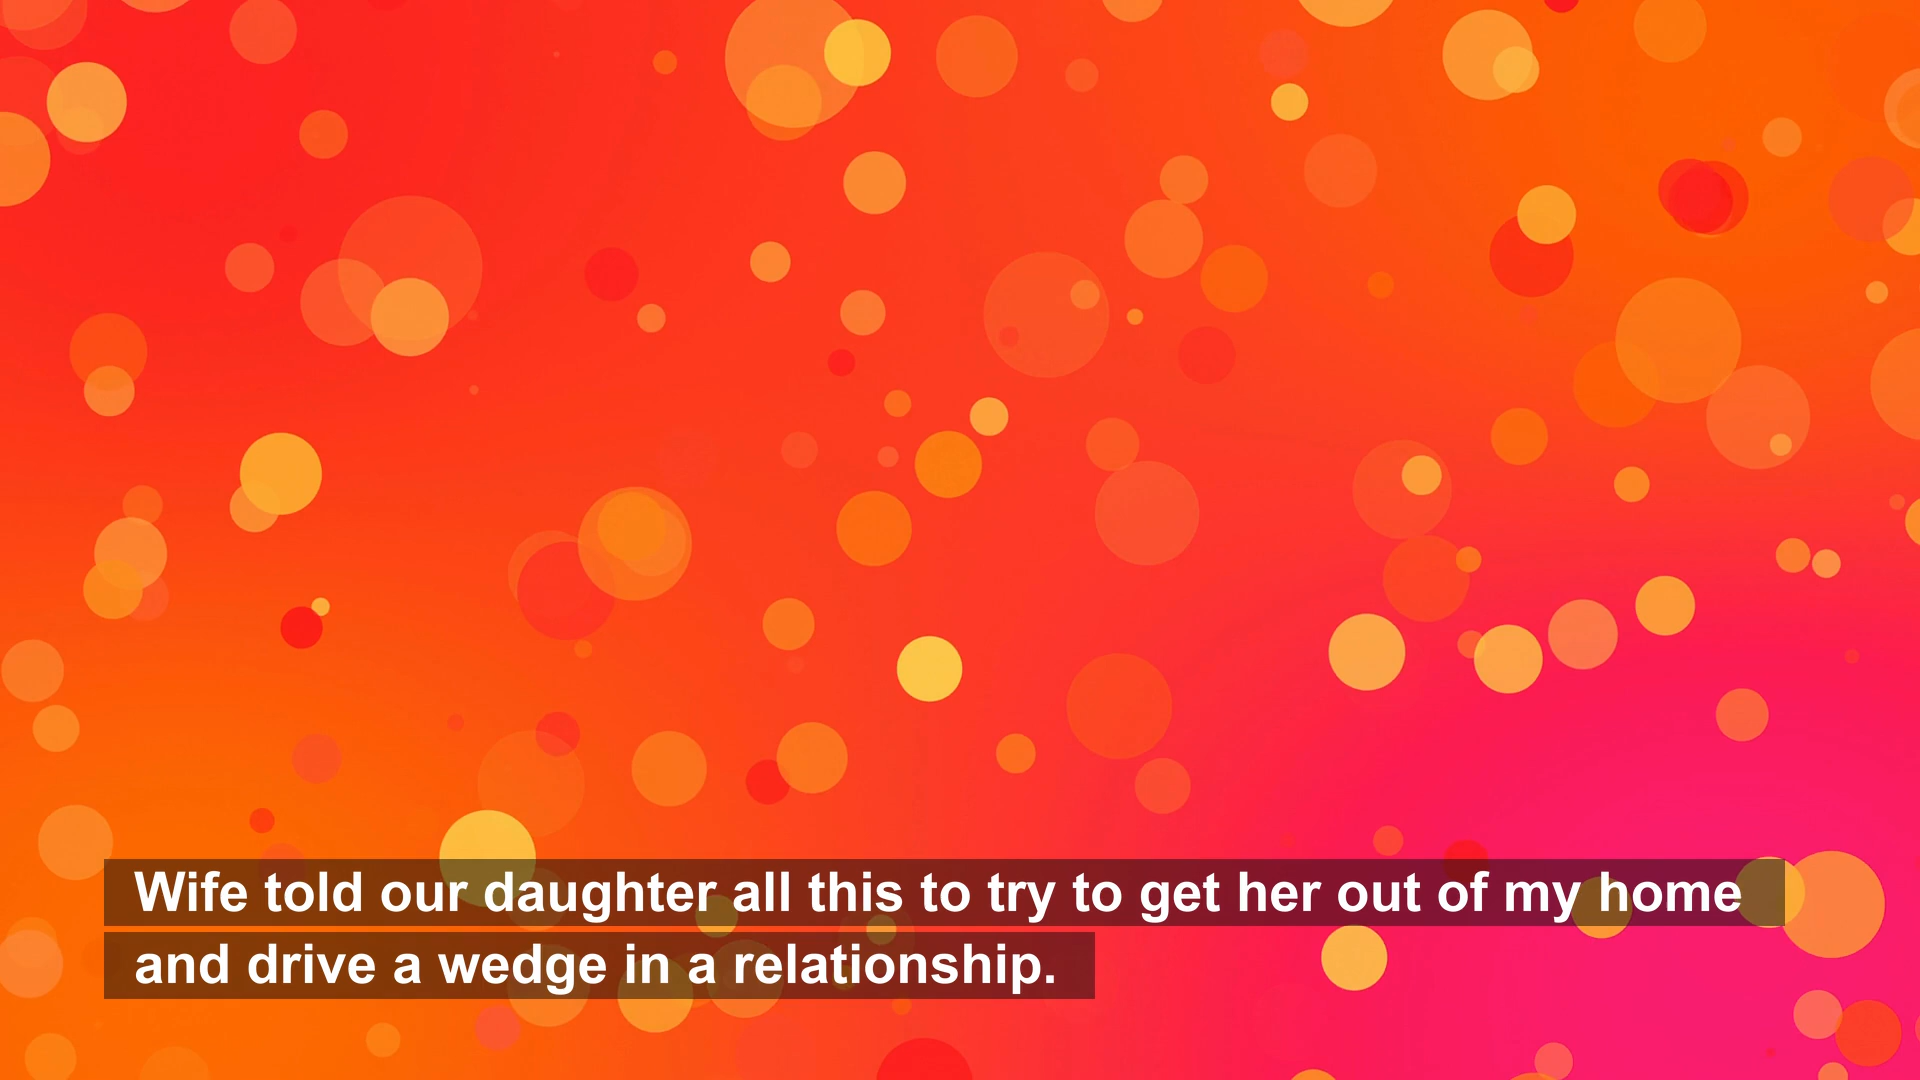 Wife told our daughter all this to try to get her out of my home
and drive a wedge in a relationship.